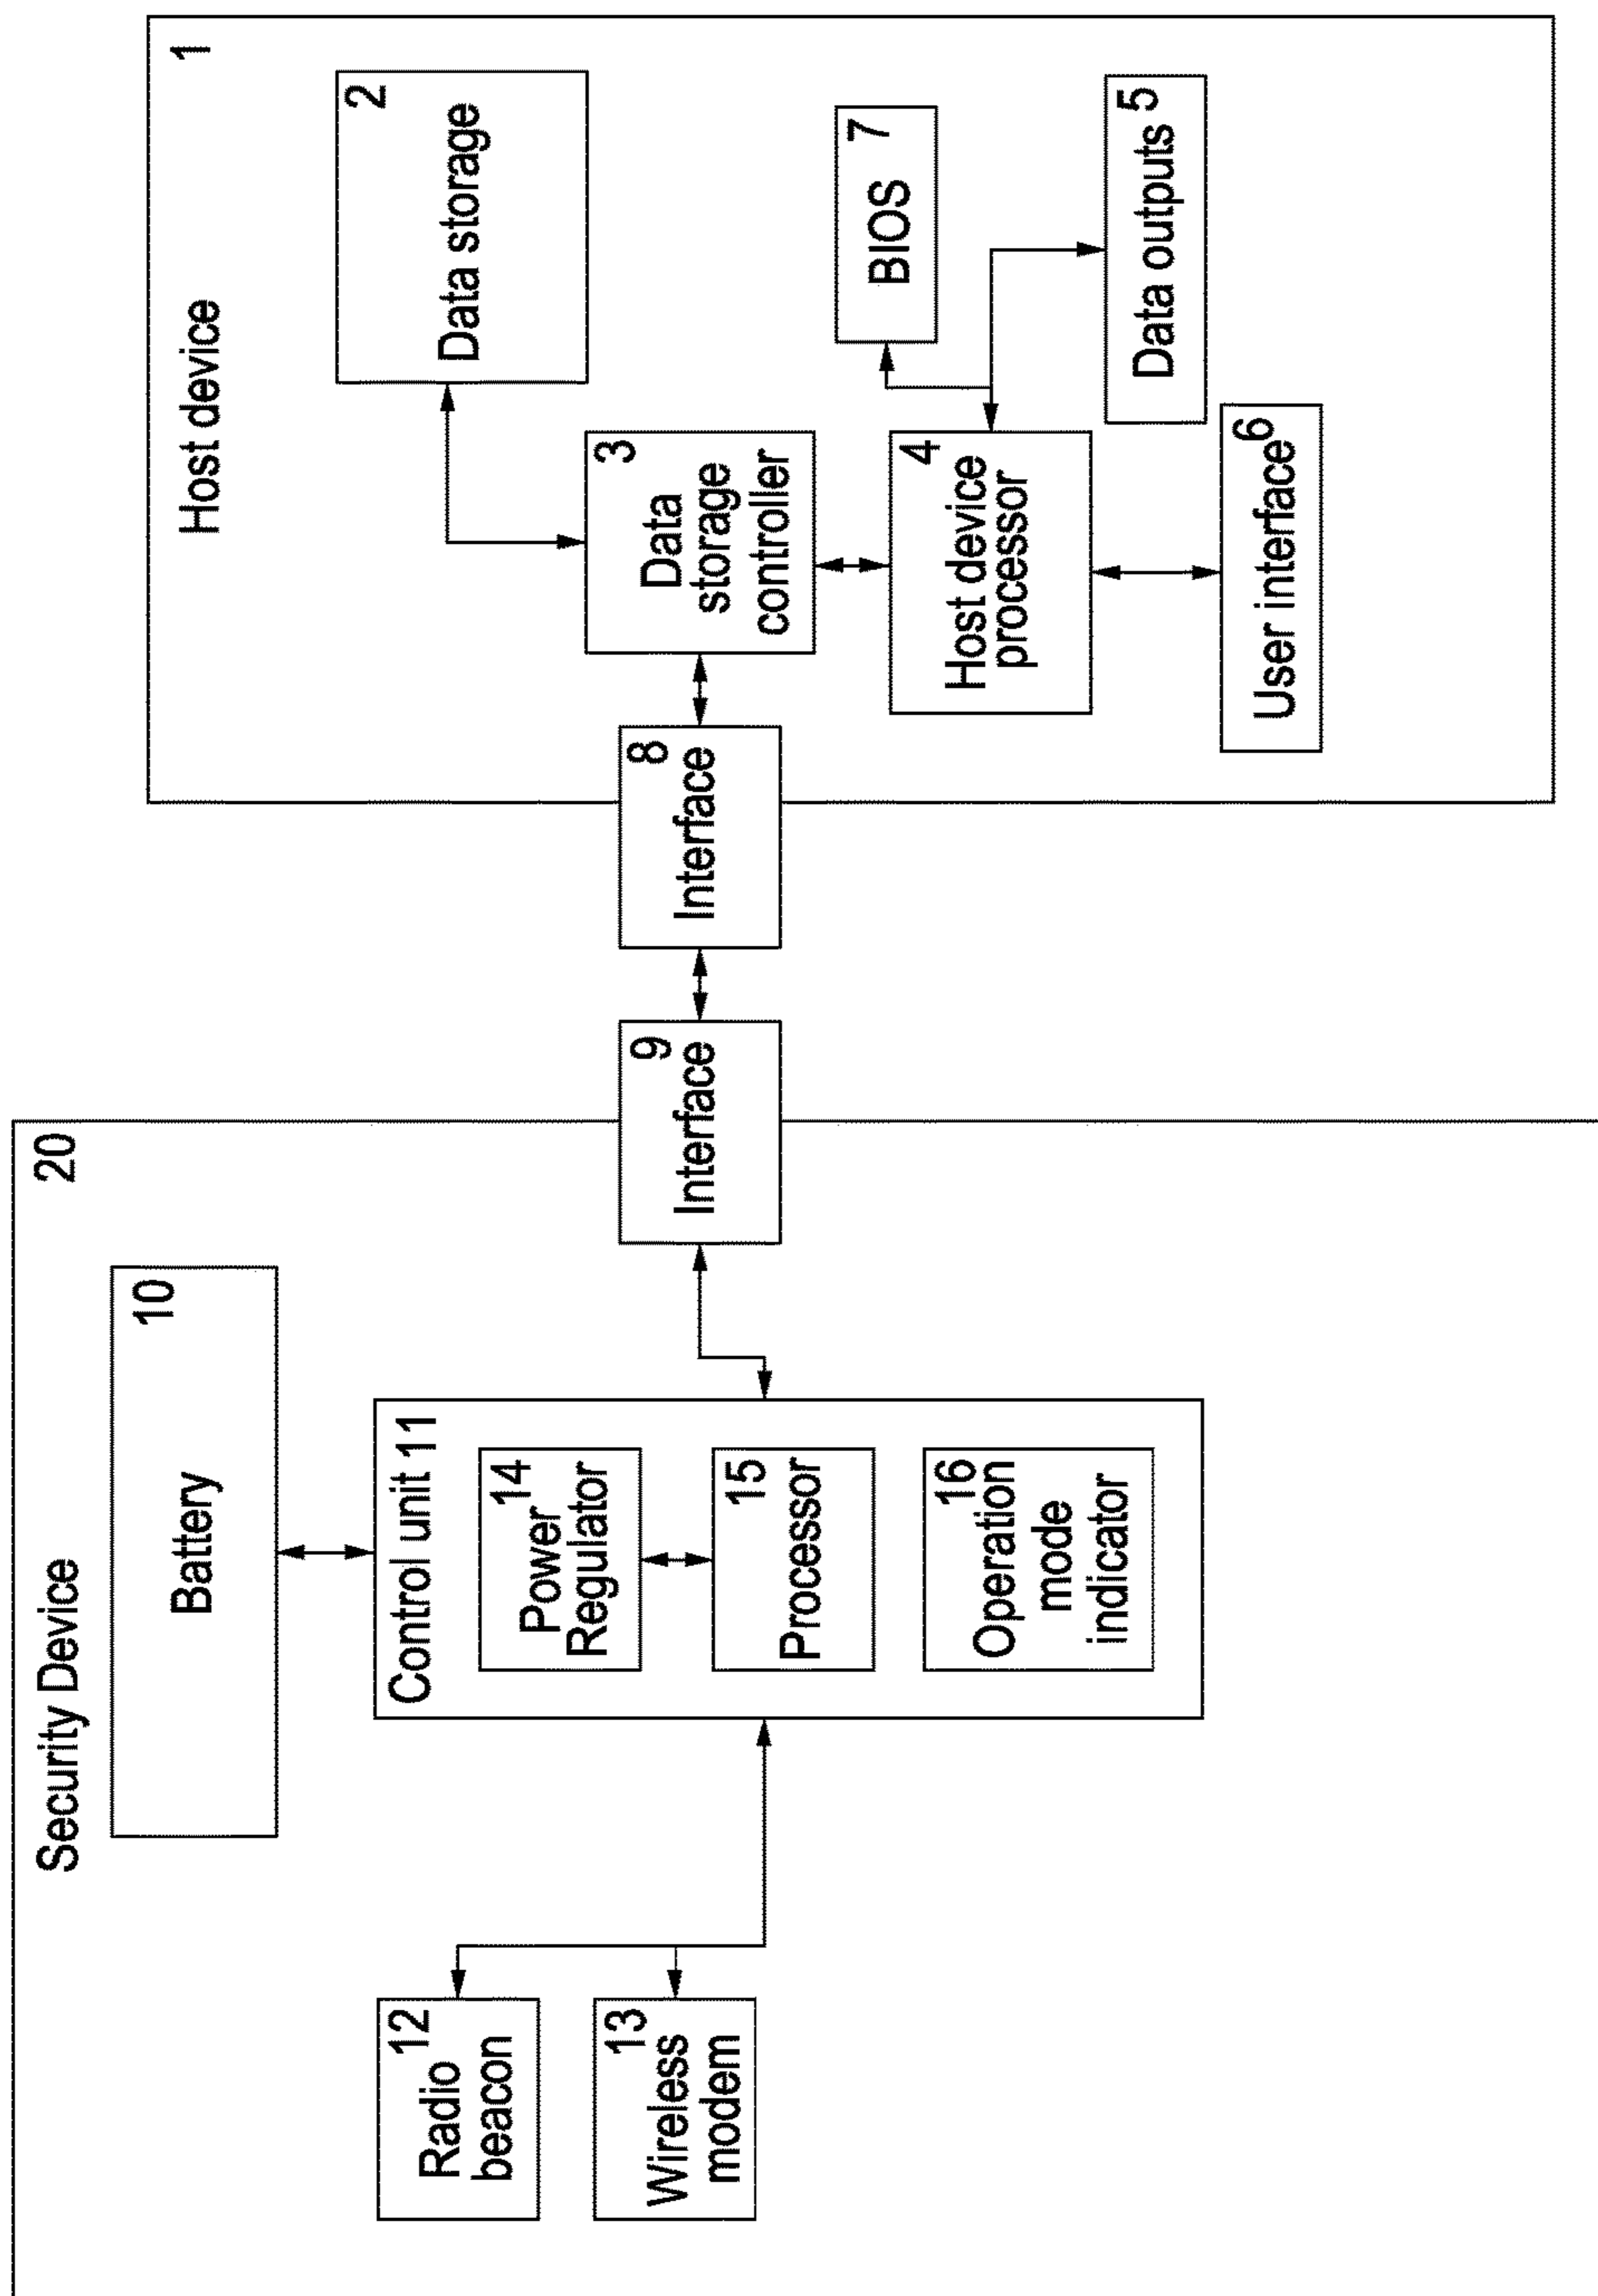 Security Device
20
Battery
10
Control unit 11
14
Power
Regulator
15
Processor
16
Operation
mode
indicator
12
Radio
beacon
13
Wireless
modem
9
Interface
8
Interface
Host device
1
2
Data storage
3
Data
storage
controller
4
Host device
processor
7
BIOS
Data outputs 5
User interface 6